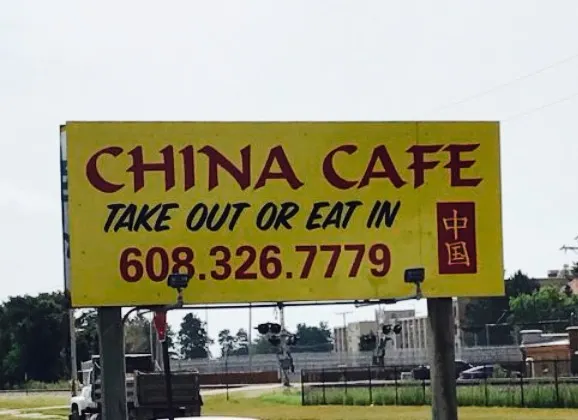 CHINA CAFE
TAKE OUT OR EAT IN
608.326.7779
中国